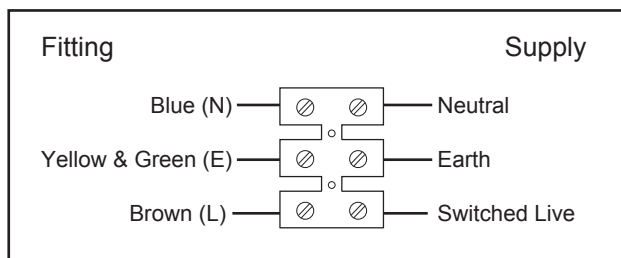 Fitting Supply
Blue (N) Neutral
Yellow & Green (E) Earth
Brown (L) Switched Live